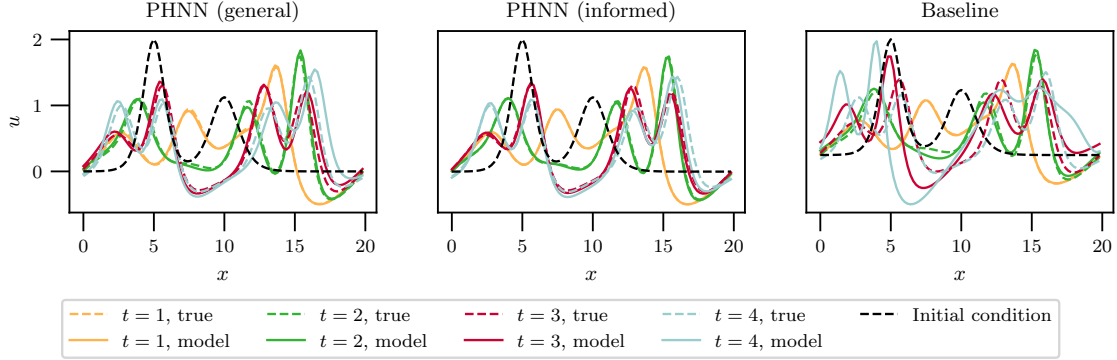 PHNN (general) PHNN (informed) Baseline
2
1
0
u
0 5 10 15 20 0 5 10 15 20 0 5 10 15 20
x x x
t = 1, true t = 2, true t = 3, true t = 4, true Initial condition
t = 1, model t = 2, model t = 3, model t = 4, model